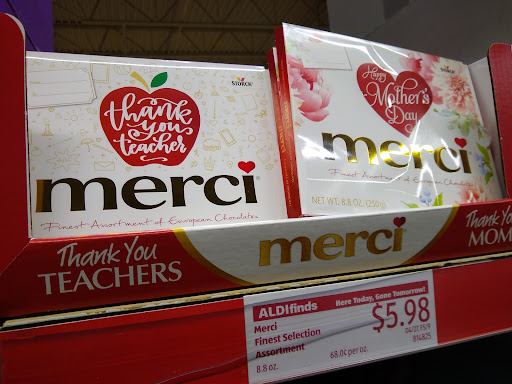 thank
you
teacher
STORCK
merci
Finest Assortment of European Chocolates
Happy
Mother's
Day
STORCK
merci
Finest Assortment of European
NET WT. 8.8 OZ. (250g)
Thank You
TEACHERS
merci
Thank You
MOM
ALDIfinds
Here Today, Gone Tomorrow!
Merci
Finest Selection
Assortment
8.8 oz.
68.0¢ per oz.
$5.98
814825